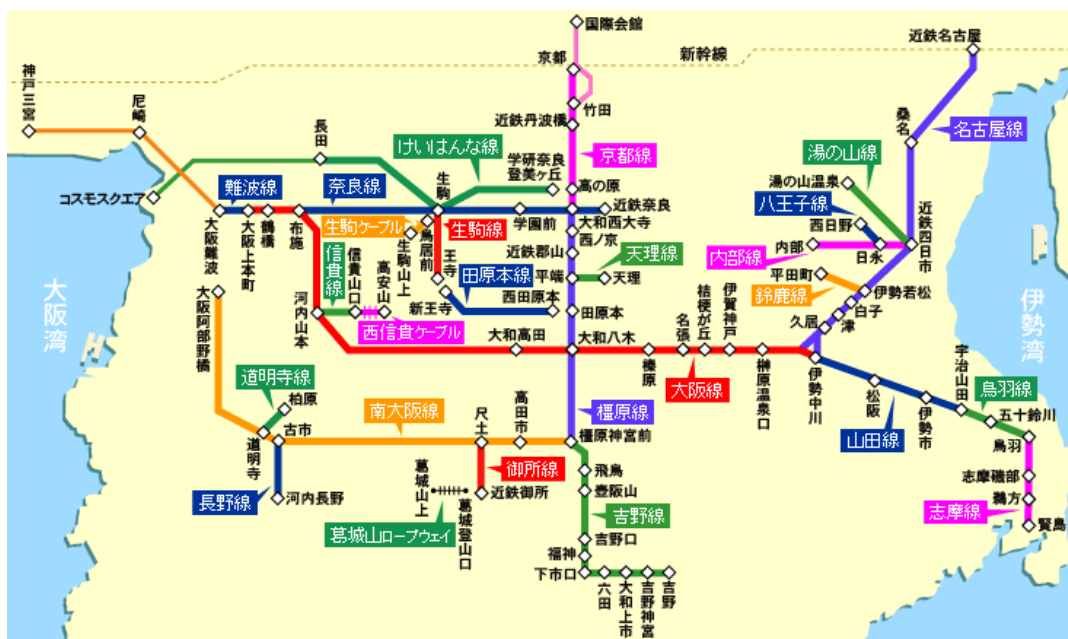 国際会館
京都
新幹線
近鉄名古屋
神戸三宮
尼崎
竹田
近鉄丹波橋
長田
けいはんな線
京都線
桑名
名古屋線
湯の山線
学研奈良
登美ヶ丘
生駒
高の原
湯の山温泉
コスモスクエア
難波線
奈良線
近鉄奈良
八王子線
大阪難波
大阪上本町
鶴橋
布施
生駒ケーブル
鳥居前
生駒線
学園前
大和西大寺
西ノ京
西日野
近鉄四日市
生駒山上
近鉄郡山
内部
日永
内部線
信貴線
信貴山口
高安山
王寺
田原本線
平端
天理線
天理
平田町
鈴鹿線
伊勢若松
大阪湾
大阪阿部野橋
新王寺
西田原本
田原本
桔梗が丘
伊賀神戸
白子
津
久居
伊勢湾
河内山本
西信貴ケーブル
大和高田
大和八木
名張
榛原
大阪線
榊原温泉口
伊勢中川
宇治山田
鳥羽線
道明寺線
柏原
松阪
伊勢市
五十鈴川
山田線
鳥羽
南大阪線
高田市
尺土
橿原線
古市
道明寺
橿原神宮前
御所線
飛鳥
志摩磯部
葛城山上
近鉄御所
壺阪山
鵜方
長野線
河内長野
葛城登山口
吉野線
志摩線
賢島
葛城山ロープウェイ
吉野口
福神
下市口
六田
大和上市
吉野神宮
吉野